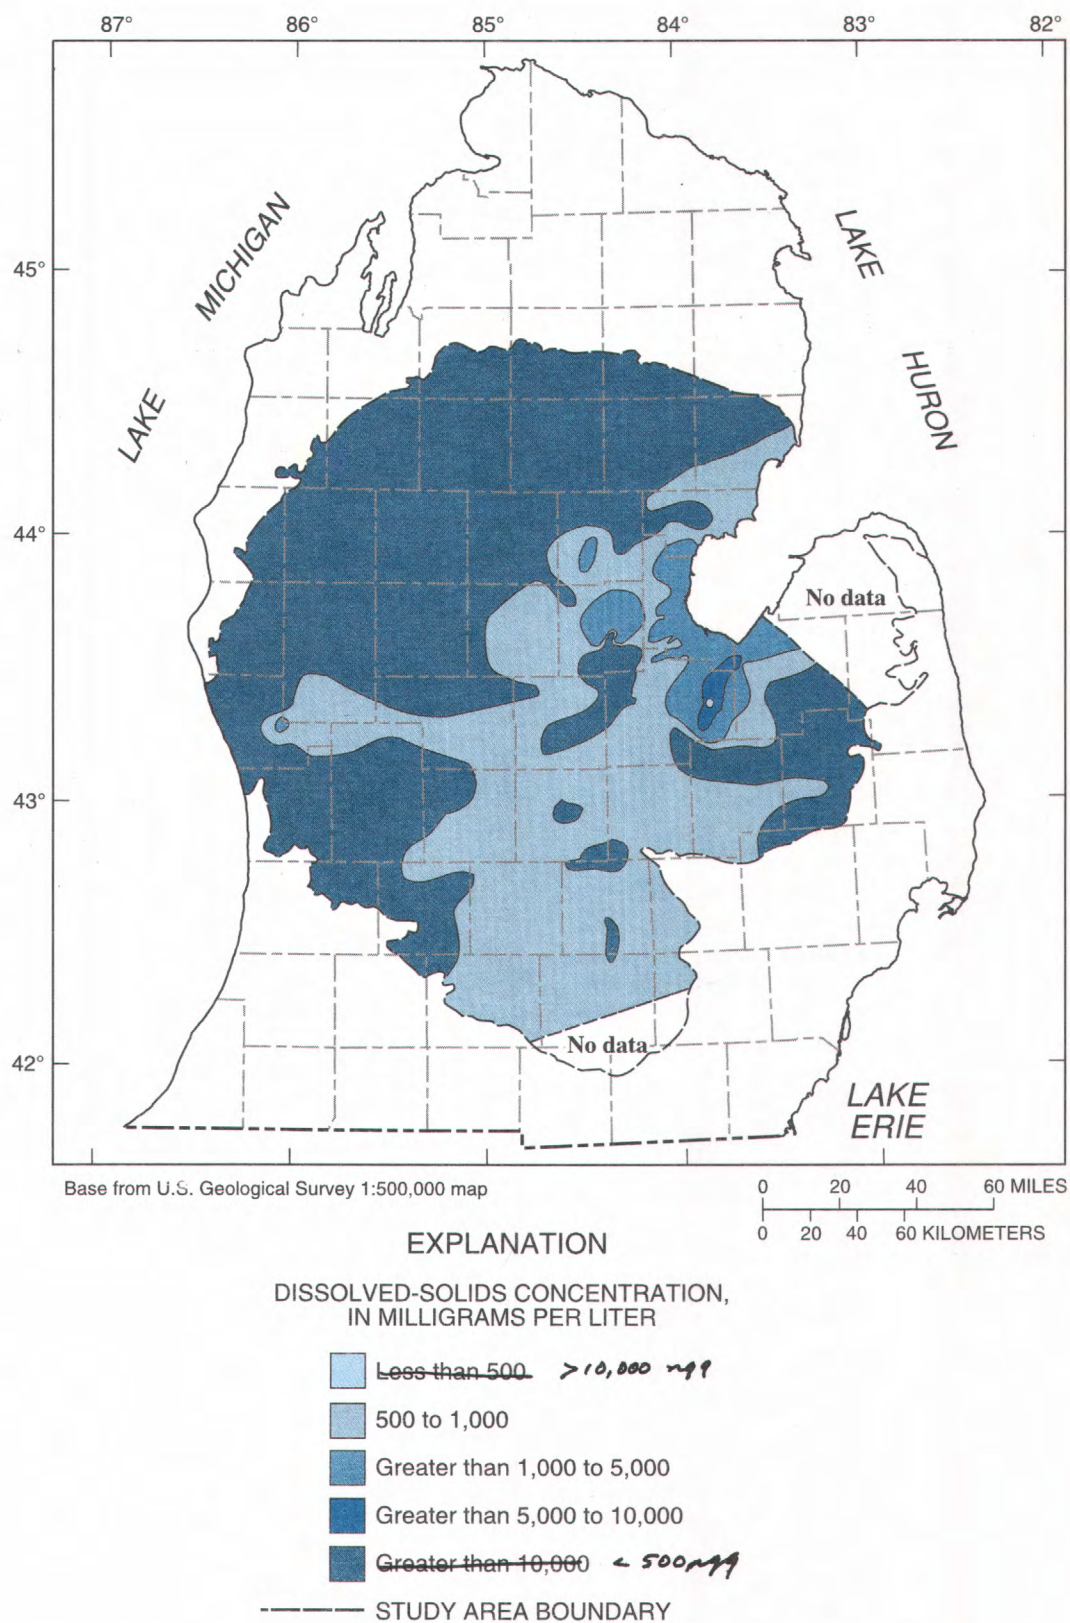 87° 86° 85° 84° 83° 82°
LAKE MICHIGAN
LAKE HURON
45°
44°
No data
43°
42°
No data
LAKE
ERIE
Base from U.S. Geological Survey 1:500,000 map
0 20 40 60 MILES
0 20 40 60 KILOMETERS
EXPLANATION
DISSOLVED-SOLIDS CONCENTRATION,
IN MILLIGRAMS PER LITER
Less than 500 >10,000
500 to 1,000
Greater than 1,000 to 5,000
Greater than 5,000 to 10,000
Greater than 10,000 < 500
STUDY AREA BOUNDARY